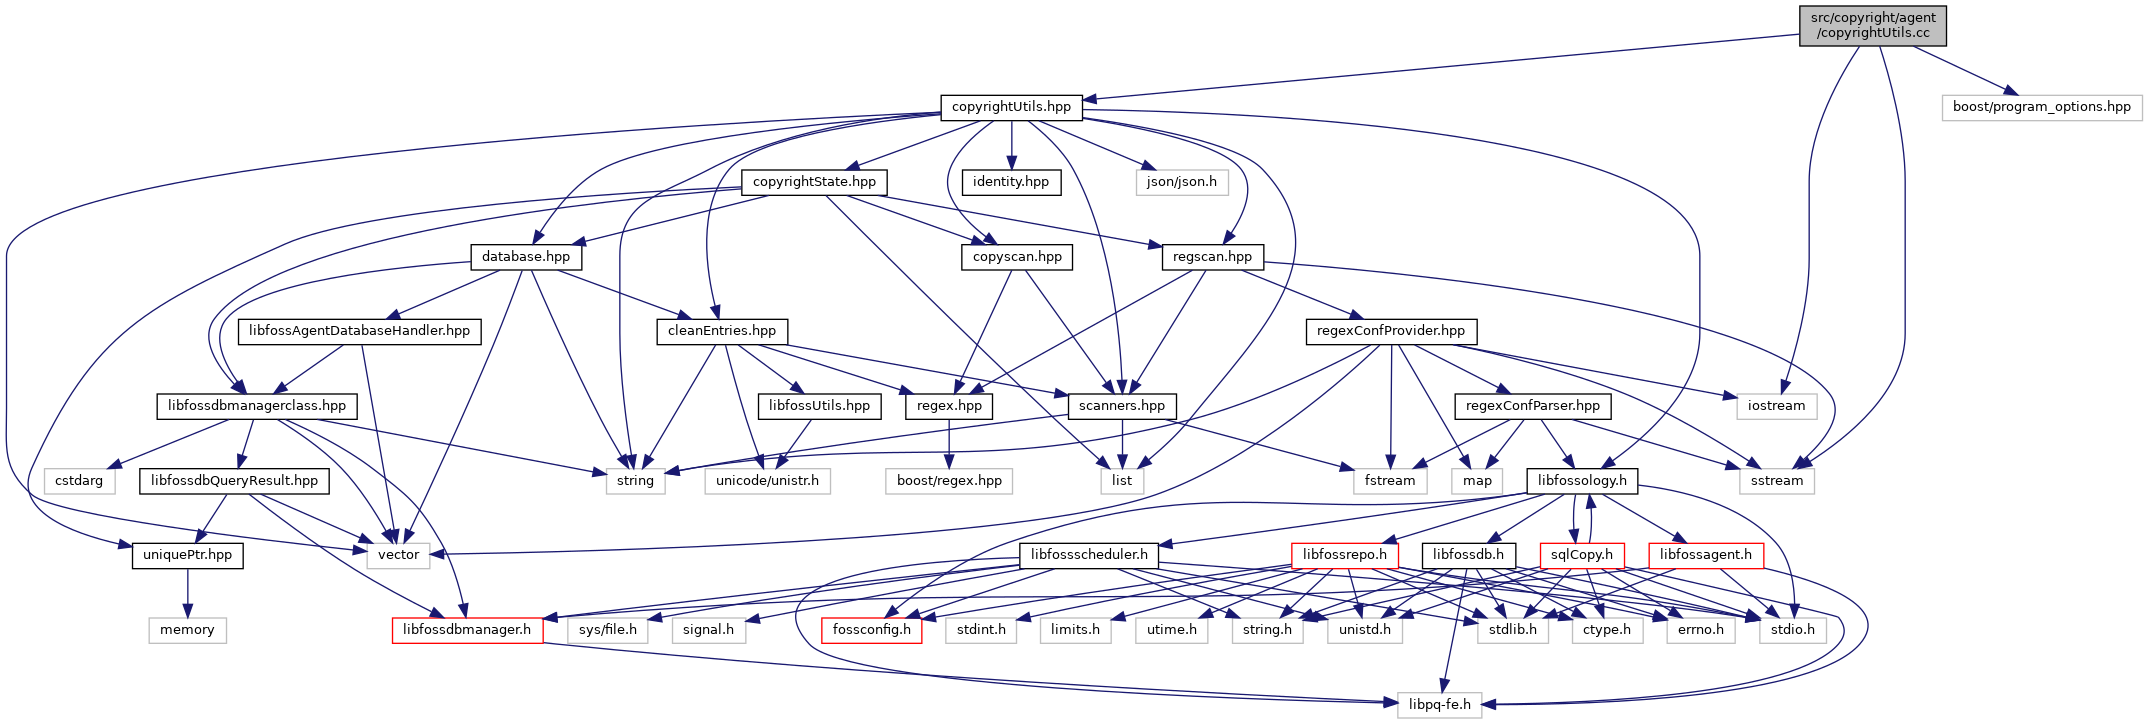 src/copyright/agent
/copyrightUtils.cc
copyrightUtils.hpp
boost/program_options.hpp
copyrightState.hpp
identity.hpp
json/json.h
database.hpp
copyscan.hpp
regscan.hpp
libfossAgentDatabaseHandler.hpp
cleanEntries.hpp
regexConfProvider.hpp
libfossdbmanagerclass.hpp
libfossUtils.hpp
regex.hpp
scanners.hpp
regexConfParser.hpp
iostream
cstdarg
libfossdbQueryResult.hpp
string
unicode/unistr.h
boost/regex.hpp
list
fstream
map
libfossology.h
sstream
uniquePtr.hpp
vector
libfossscheduler.h
libfossrepo.h
libfossdb.h
sqlCopy.h
libfossagent.h
memory
libfossdbmanager.h
sys/file.h
signal.h
fossconfig.h
stdint.h
limits.h
utime.h
string.h
unistd.h
stdlib.h
ctype.h
errno.h
stdio.h
libpq-fe.h